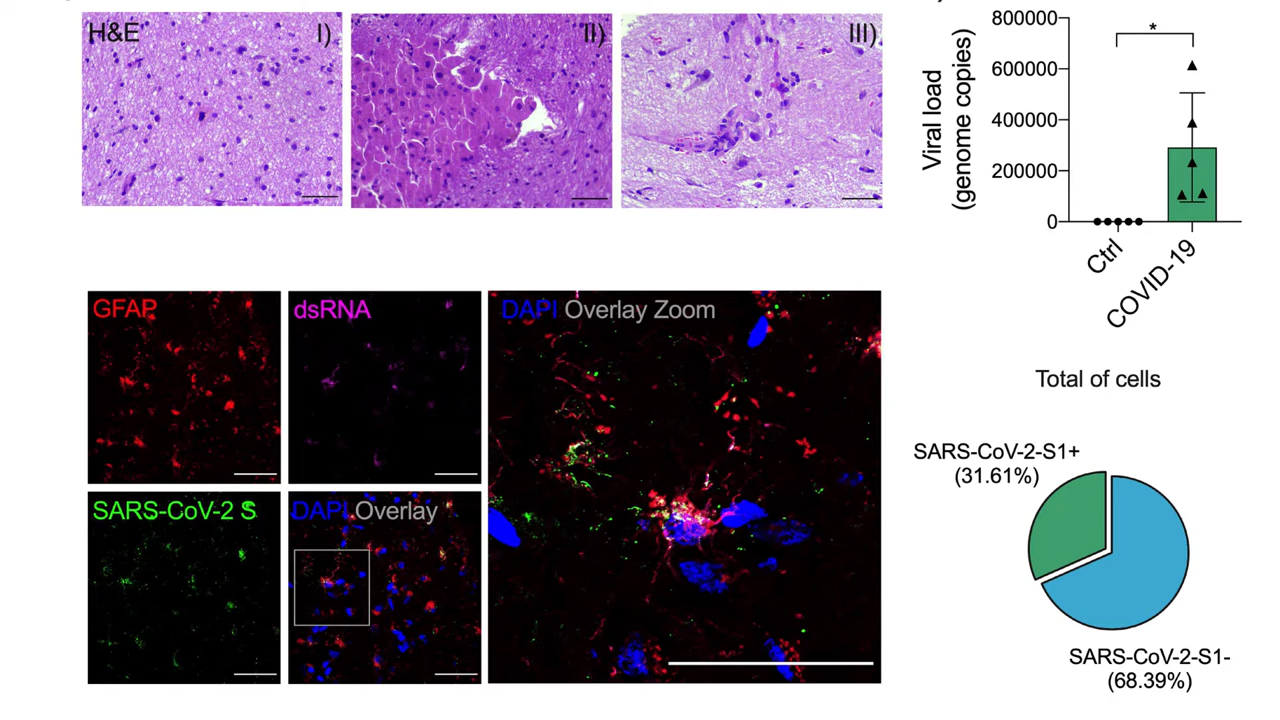 H&E
I)
II)
III)
Viral load
(genome copies)
800000
600000
400000
200000
0
*
Ctrl
COVID-19
GFAP
dsRNA
DAPI Overlay Zoom
SARS-CoV-2 S
DAPI Overlay
Total of cells
SARS-CoV-2-S1+
(31.61%)
SARS-CoV-2-S1-
(68.39%)